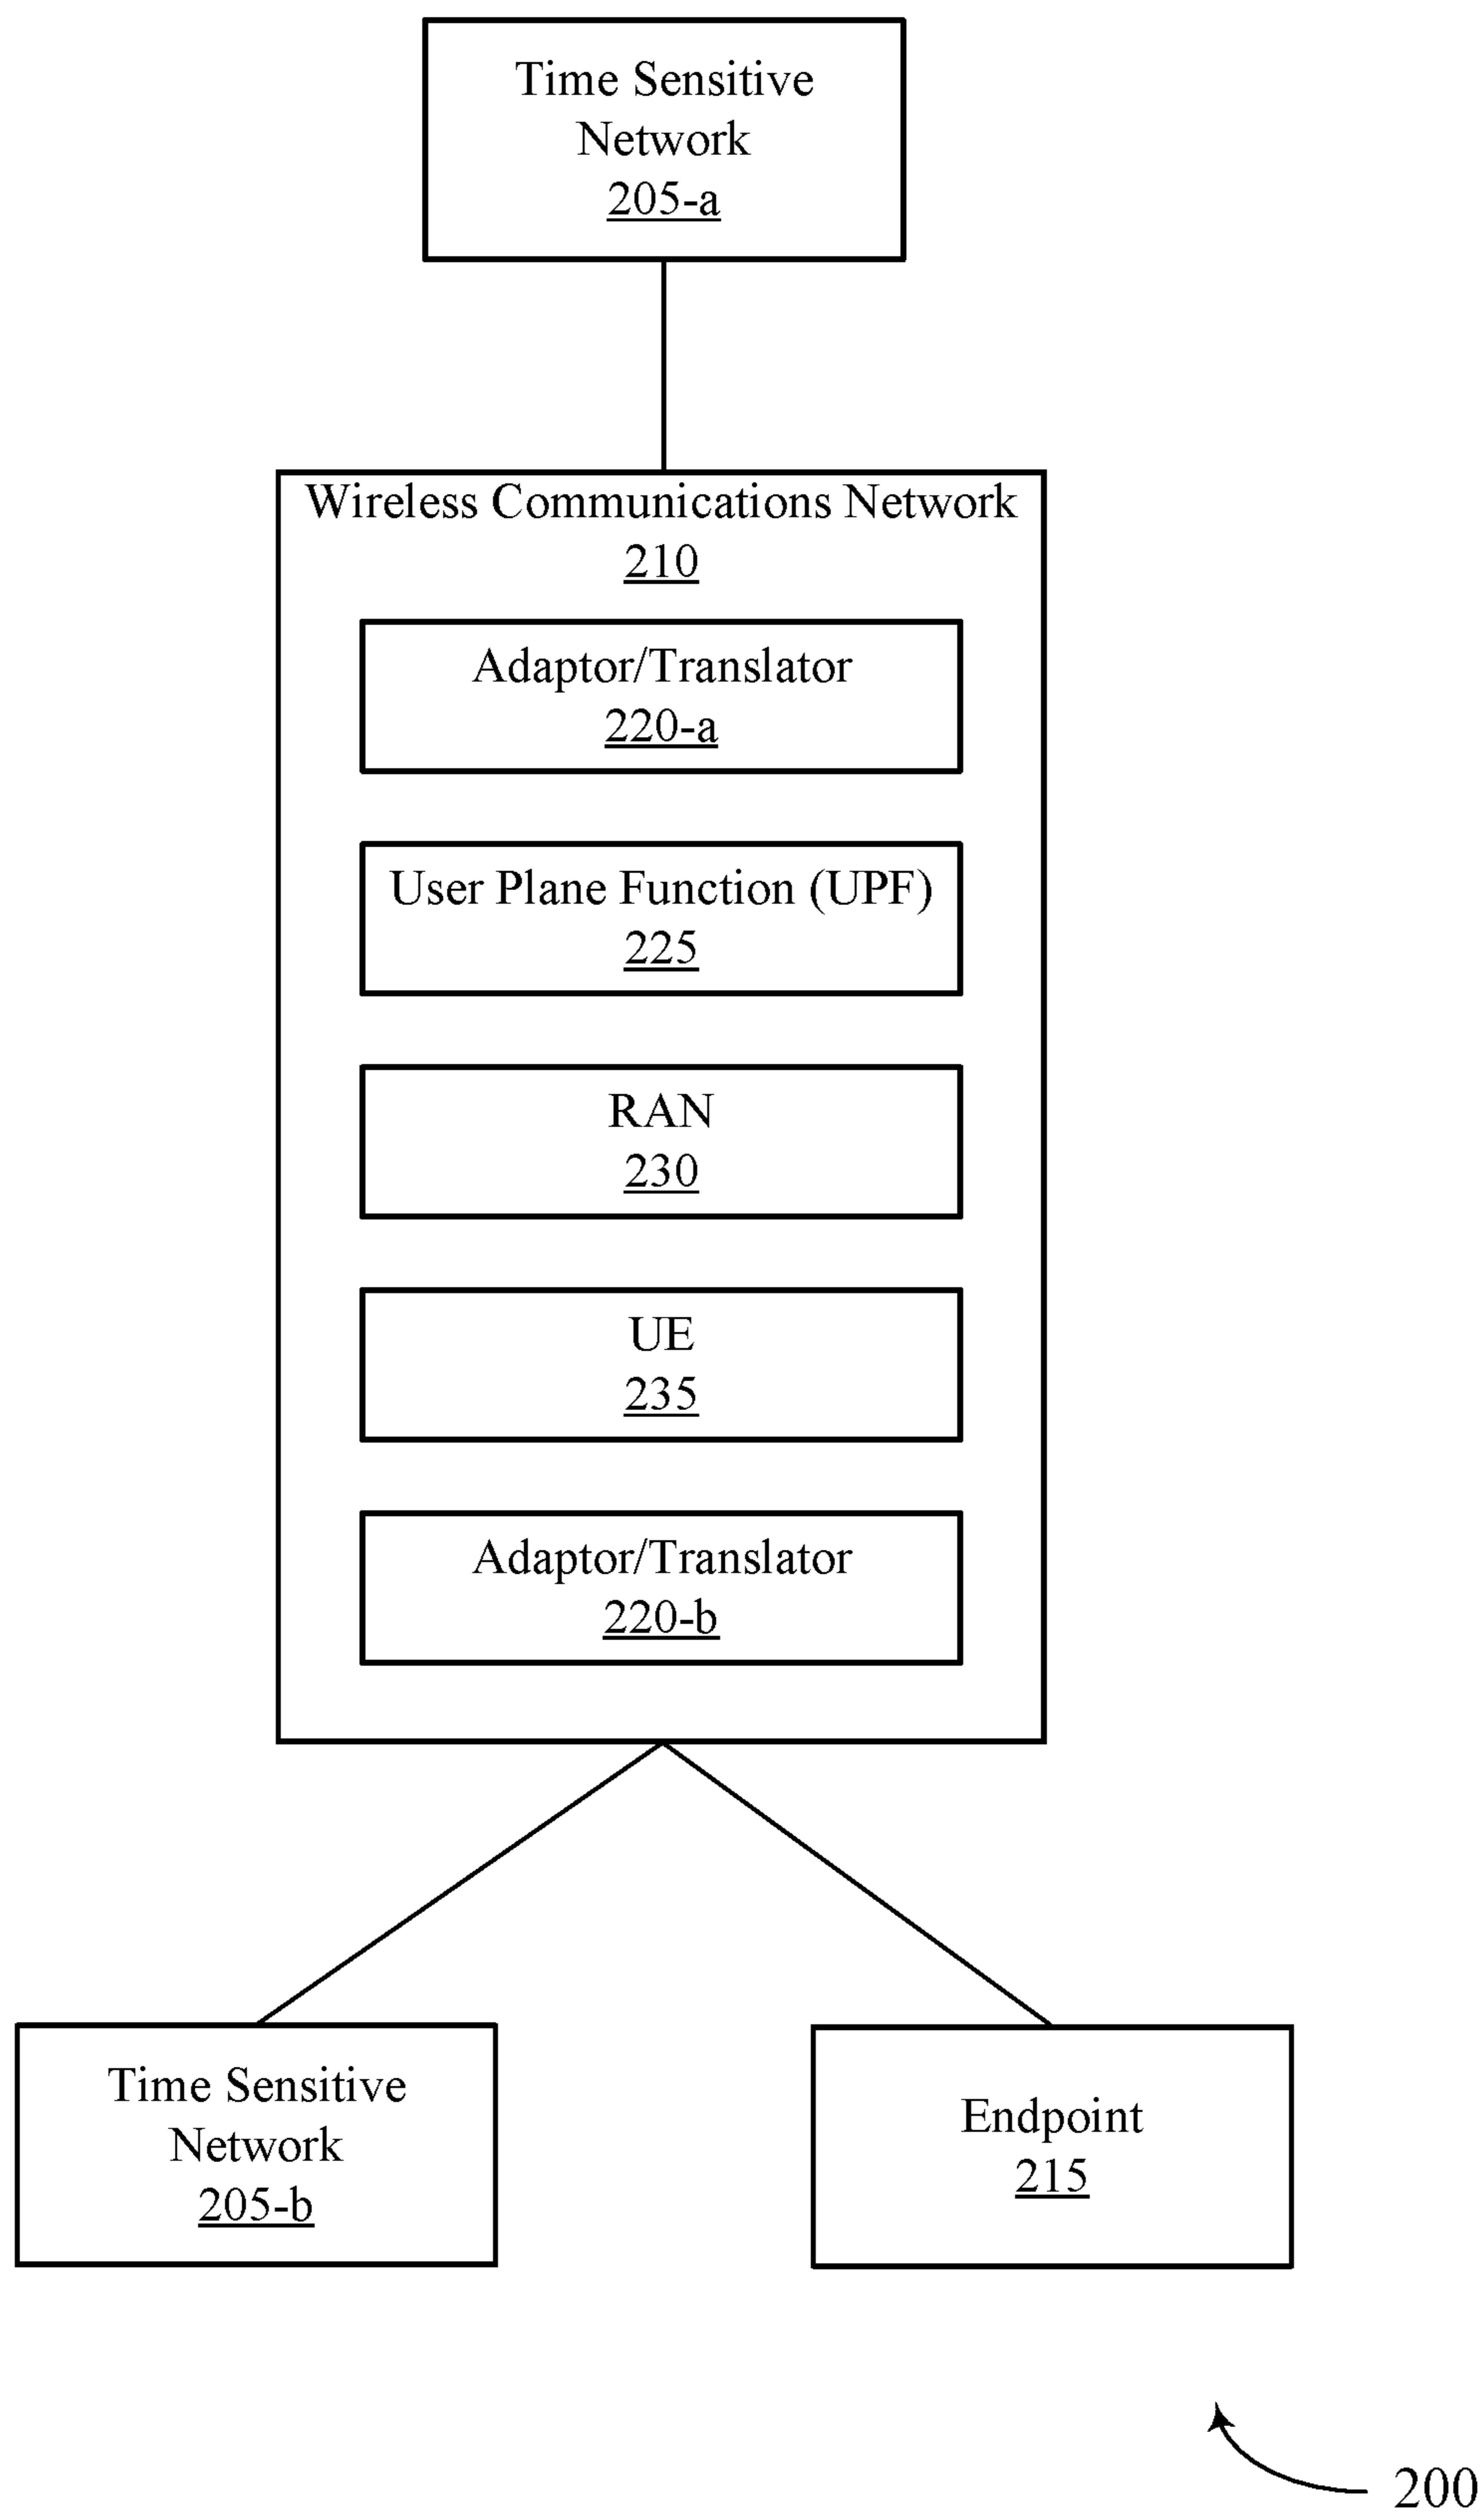 Time Sensitive
Network
205-a
Wireless Communications Network
210
Adaptor/Translator
220-a
User Plane Function (UPF)
225
RAN
230
UE
235
Adaptor/Translator
220-b
Time Sensitive
Network
205-b
Endpoint
215
200